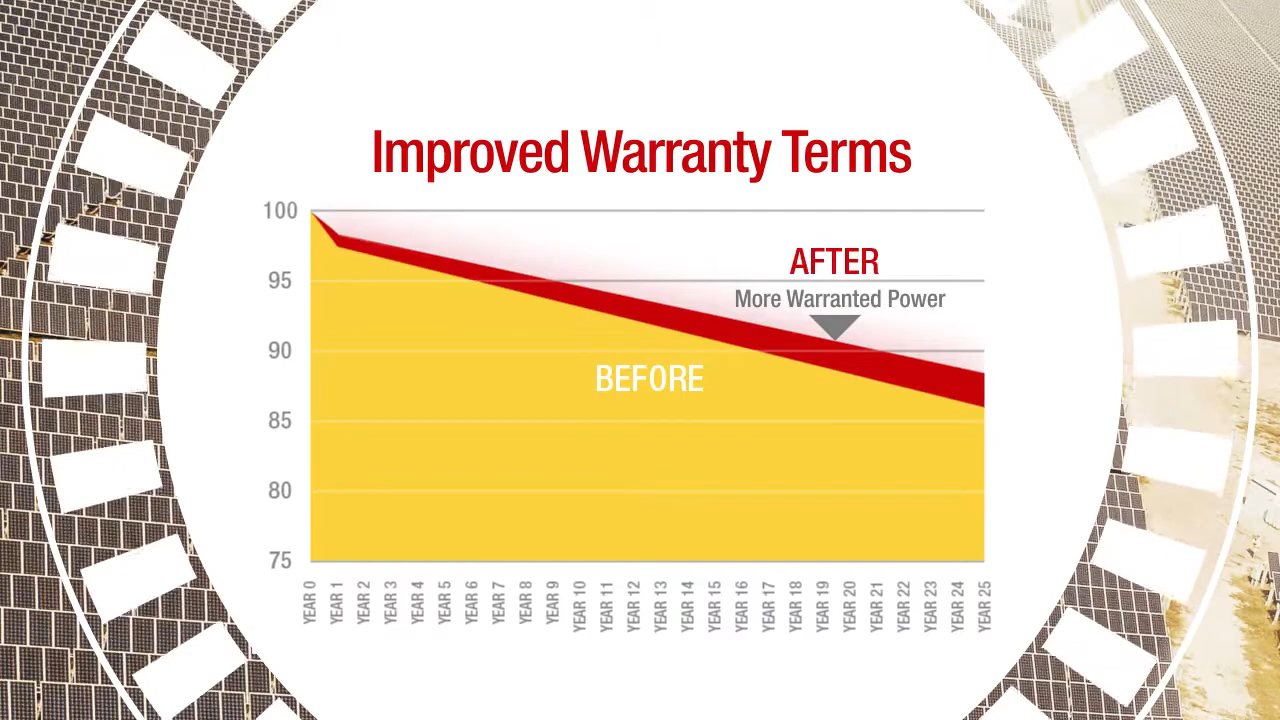 Improved Warranty Terms
100
AFTER
95
More Warranted Power
90
BEFORE
85
80
75
YEAR 0
YEAR 1
YEAR 2
YEAR 3
YEAR 4
YEAR 5
YEAR 6
YEAR 7
YEAR 8
YEAR 9
YEAR 10
YEAR 11
YEAR 12
YEAR 13
YEAR 14
YEAR 15
YEAR 16
YEAR 17
YEAR 18
YEAR 19
YEAR 20
YEAR 21
YEAR 22
YEAR 23
YEAR 24
YEAR 25